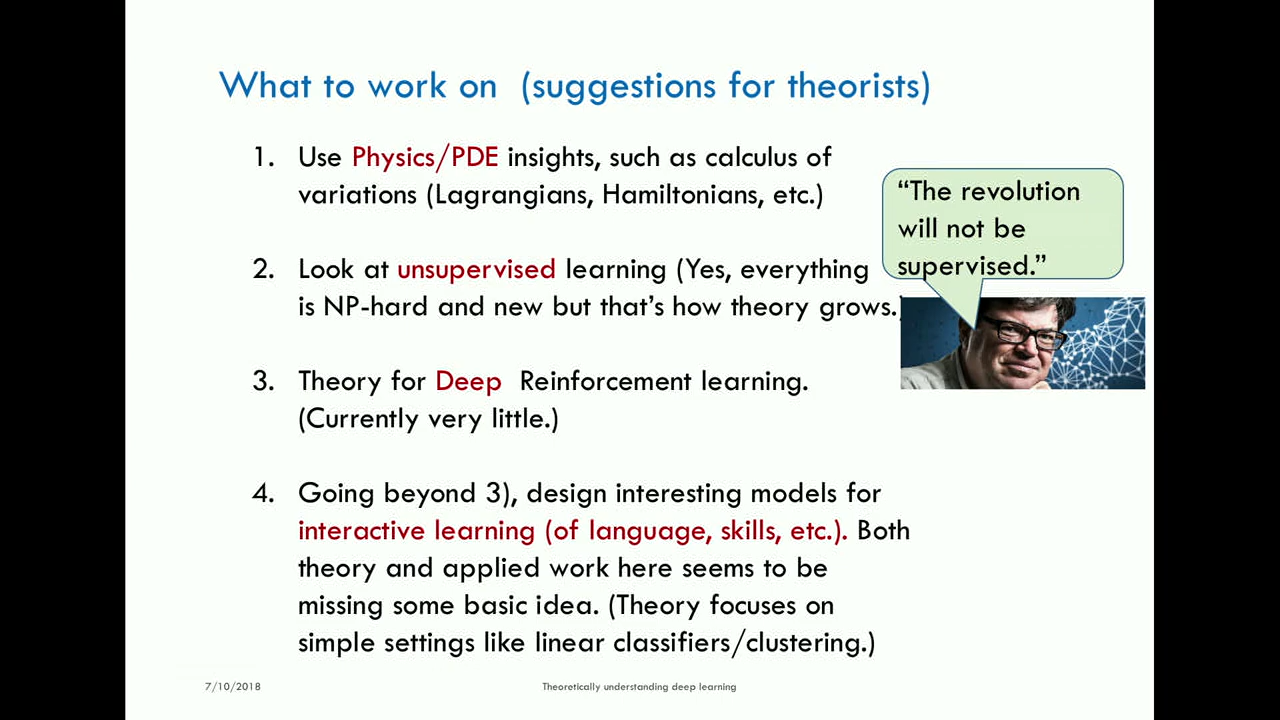 What to work on (suggestions for theorists)
1. Use Physics/PDE insights, such as calculus of
variations (Lagrangians, Hamiltonians, etc.)
2. Look at unsupervised learning (Yes, everything
is NP-hard and new but that’s how theory grows.)
3. Theory for Deep Reinforcement learning.
(Currently very little.)
4. Going beyond 3), design interesting models for
interactive learning (of language, skills, etc.). Both
theory and applied work here seems to be
missing some basic idea. (Theory focuses on
simple settings like linear classifiers/clustering.)
“The revolution
will not be
supervised.”
7/10/2018
Theoretically understanding deep learning